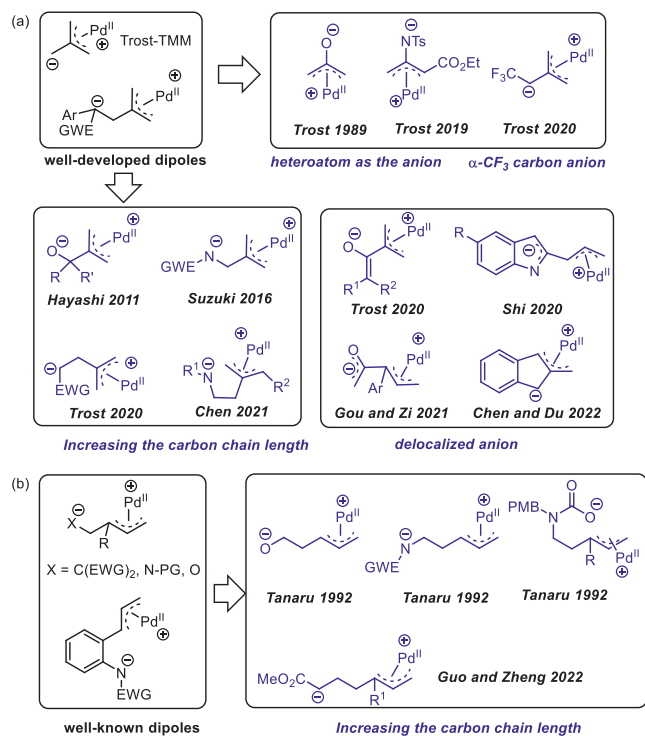 (a)
Pd^II
⊕
Trost-TMM
⊖
⊖
⊕
Pd^II
Ar
GWE
well-developed dipoles
O⊖
⊕
Pd^II
Trost 1989
⊖
NTs
CO₂Et
⊕
Pd^II
Trost 2019
⊕
Pd^II
F₃C
⊖
Trost 2020
heteroatom as the anion
α-CF₃ carbon anion
⊕
Pd^II
⊖
O
R
R'
Hayashi 2011
⊕
Pd^II
⊖
N
GWE
Suzuki 2016
⊖
EWG
Pd^II
⊕
Trost 2020
⊕
Pd^II
R¹
⊖
N
R²
Chen 2021
Increasing the carbon chain length
⊕
Pd^II
⊖
O
R¹
R²
Trost 2020
R
⊖
N
⊕
Pd^II
Shi 2020
O
⊖
Ar
⊕
Pd^II
Gou and Zi 2021
⊕
Pd^II
⊖
Chen and Du 2022
delocalized anion
(b)
⊕
Pd^II
⊖
X
R
X = C(EWG)₂, N-PG, O
Pd^II
⊕
⊖
N
EWG
well-known dipoles
⊕
Pd^II
⊖
O
Tanaru 1992
⊕
Pd^II
⊖
N
GWE
Tanaru 1992
O
PMB
N
O
⊖
R
Pd^II
⊕
Tanaru 1992
⊕
Pd^II
MeO₂C
⊖
R¹
Guo and Zheng 2022
Increasing the carbon chain length